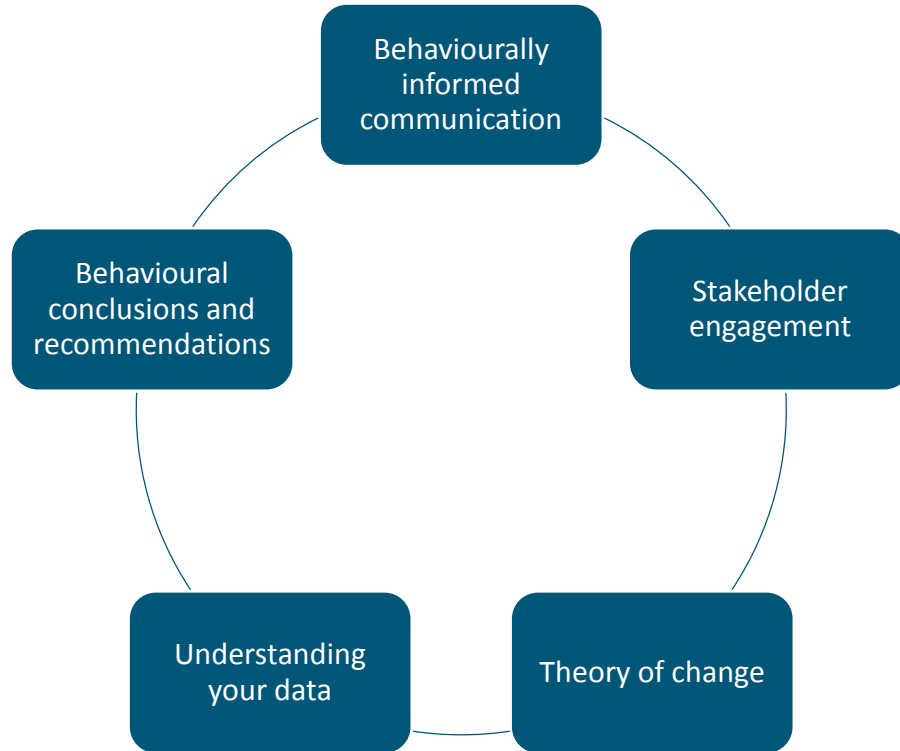 Behaviourally
informed
communication
Stakeholder
engagement
Theory of change
Understanding
your data
Behavioural
conclusions and
recommendations